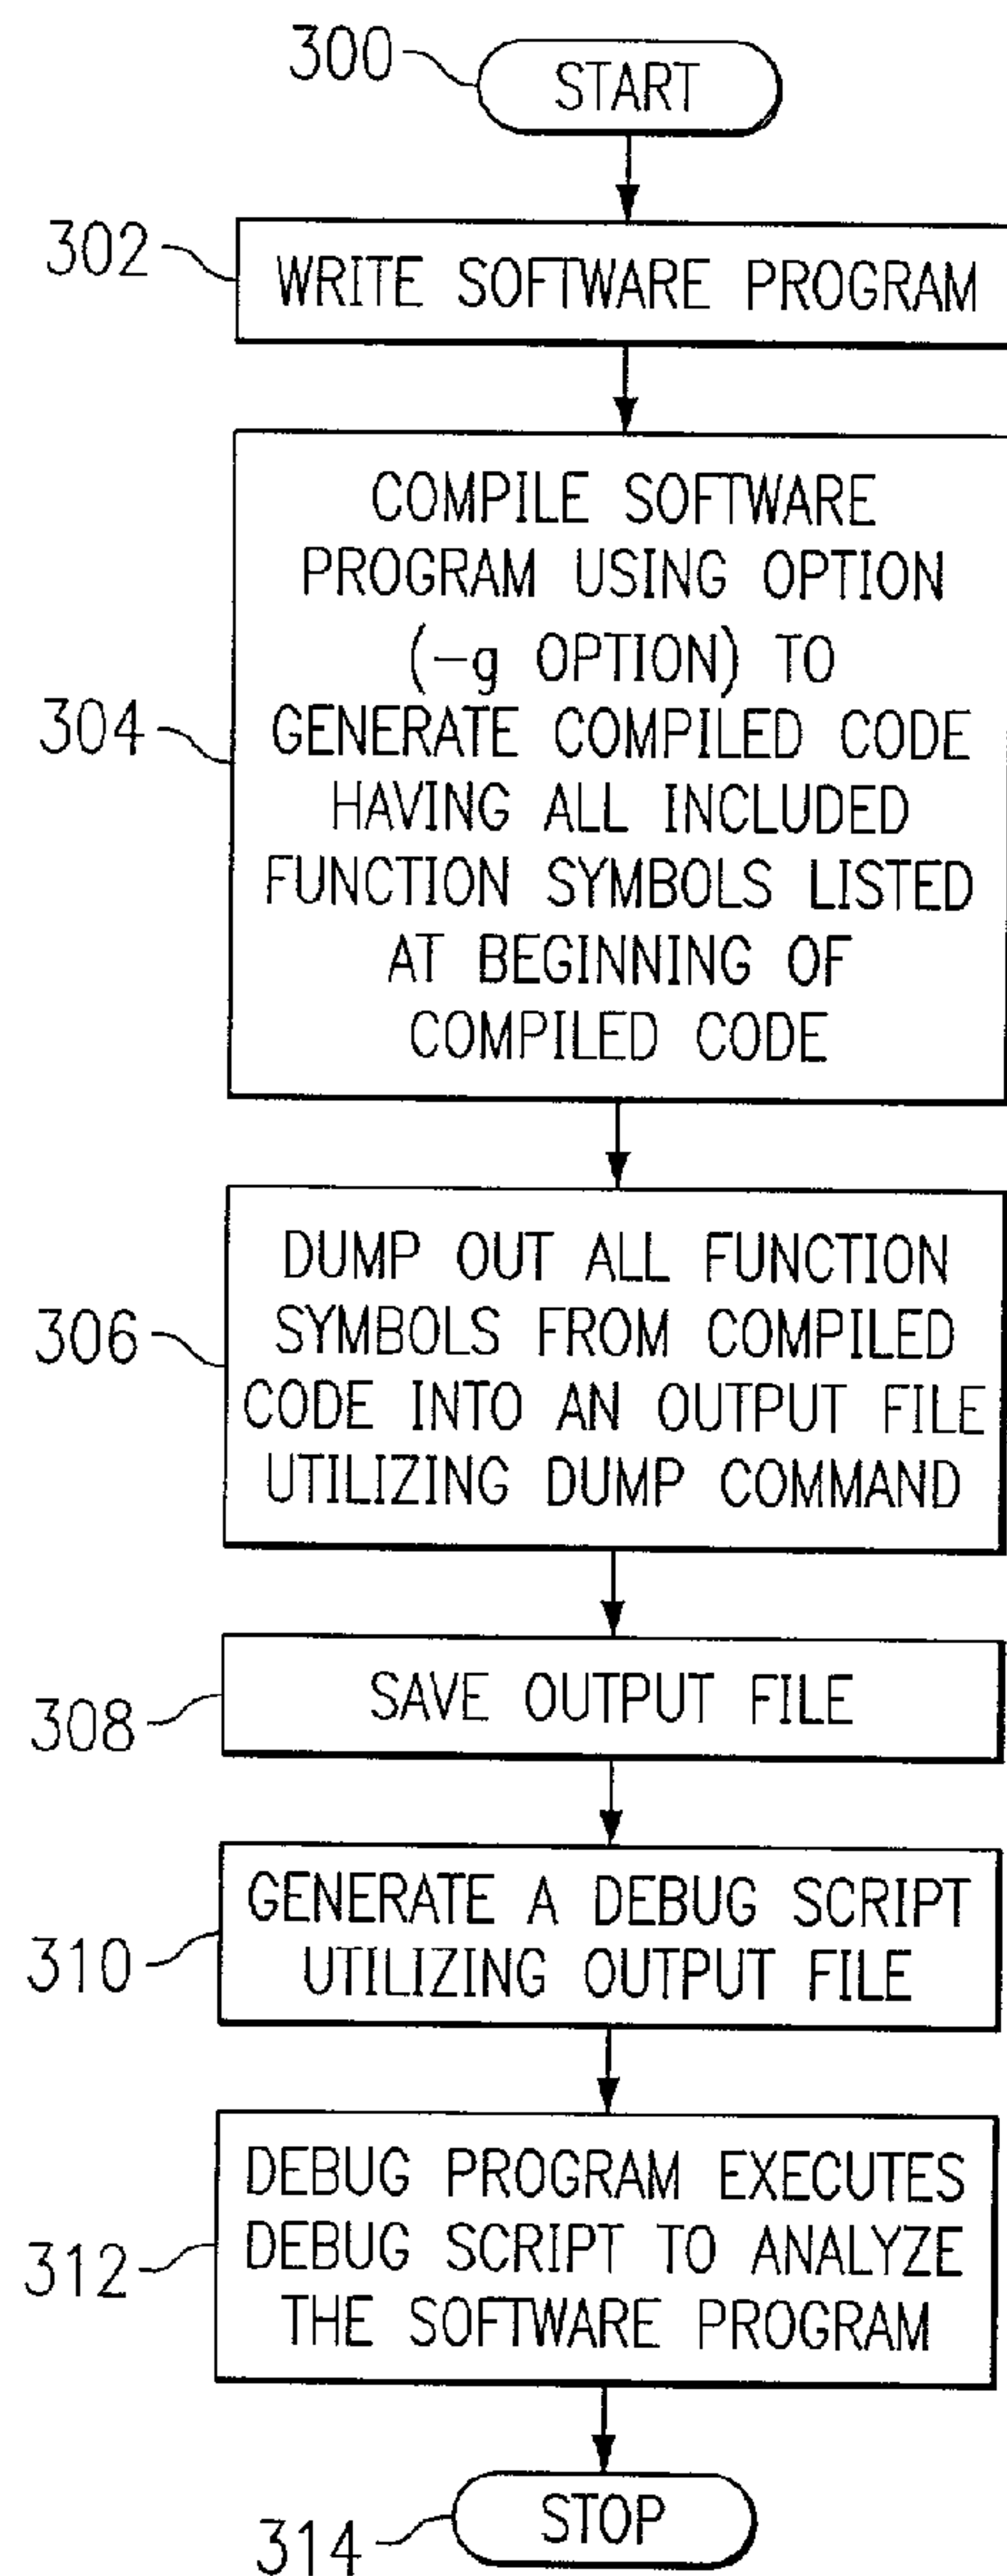 300
START
302
WRITE SOFTWARE PROGRAM
304
COMPILE SOFTWARE
PROGRAM USING OPTION
(-g OPTION) TO
GENERATE COMPILED CODE
HAVING ALL INCLUDED
FUNCTION SYMBOLS LISTED
AT BEGINNING OF
COMPILED CODE
306
DUMP OUT ALL FUNCTION
SYMBOLS FROM COMPILED
CODE INTO AN OUTPUT FILE
UTILIZING DUMP COMMAND
308
SAVE OUTPUT FILE
310
GENERATE A DEBUG SCRIPT
UTILIZING OUTPUT FILE
312
DEBUG PROGRAM EXECUTES
DEBUG SCRIPT TO ANALYZE
THE SOFTWARE PROGRAM
314
STOP